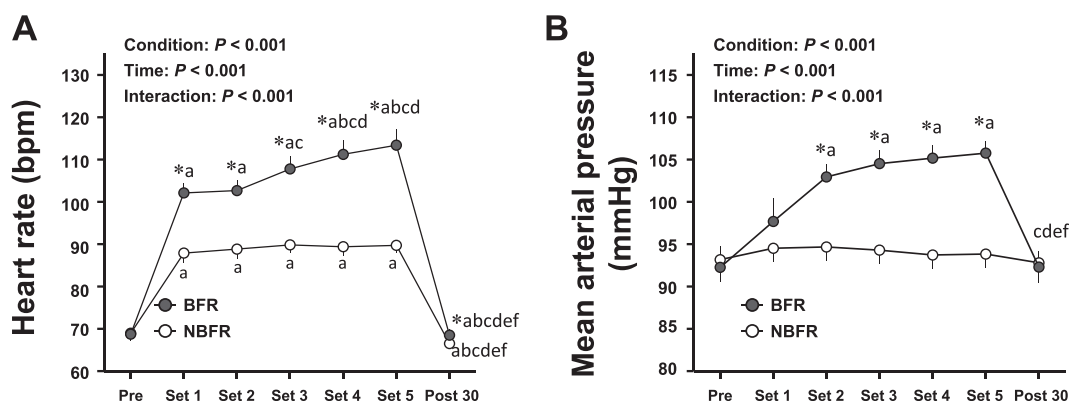 A
Condition: P < 0.001
Time: P < 0.001
Interaction: P < 0.001
Heart rate (bpm)
130
120
110
100
90
80
70
60
*a
*a
*ac
*abcd
*abcd
a
a
a
a
a
*abcdef
abcdef
BFR
NBFR
Pre Set 1 Set 2 Set 3 Set 4 Set 5 Post 30
B
Condition: P < 0.001
Time: P < 0.001
Interaction: P < 0.001
Mean arterial pressure
(mmHg)
115
110
105
100
95
90
85
80
*a
*a
*a
*a
cdef
BFR
NBFR
Pre Set 1 Set 2 Set 3 Set 4 Set 5 Post 30